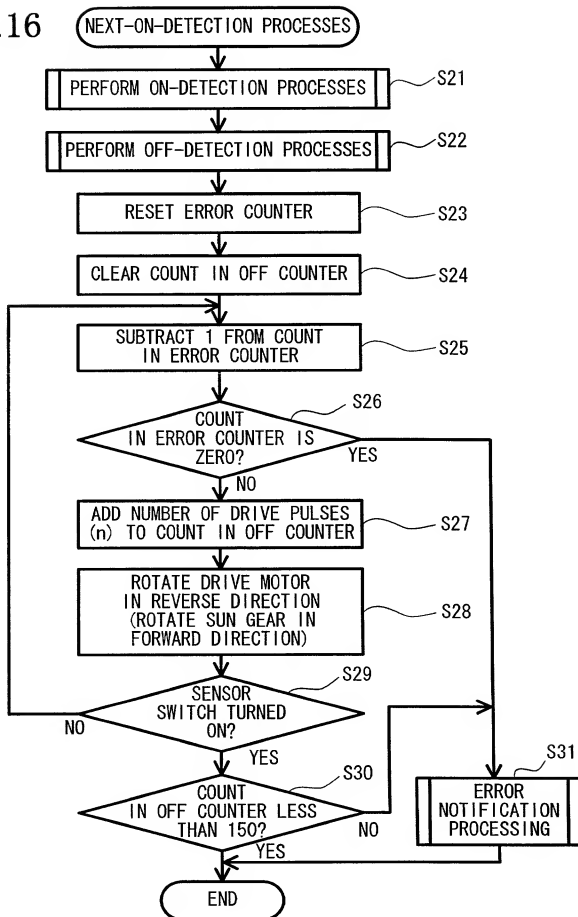 .16
NEXT-ON-DETECTION PROCESSES
PERFORM ON-DETECTION PROCESSES
S21
PERFORM OFF-DETECTION PROCESSES
S22
RESET ERROR COUNTER
S23
CLEAR COUNT IN OFF COUNTER
S24
SUBTRACT 1 FROM COUNT
IN ERROR COUNTER
S25
S26
COUNT
IN ERROR COUNTER IS
ZERO?
YES
NO
ADD NUMBER OF DRIVE PULSES
(n) TO COUNT IN OFF COUNTER
S27
ROTATE DRIVE MOTOR
IN REVERSE DIRECTION
(ROTATE SUN GEAR IN
FORWARD DIRECTION)
S28
S29
SENSOR
SWITCH TURNED
ON?
NO
YES
S30
COUNT
IN OFF COUNTER LESS
THAN 150?
NO
YES
S31
ERROR
NOTIFICATION
PROCESSING
END